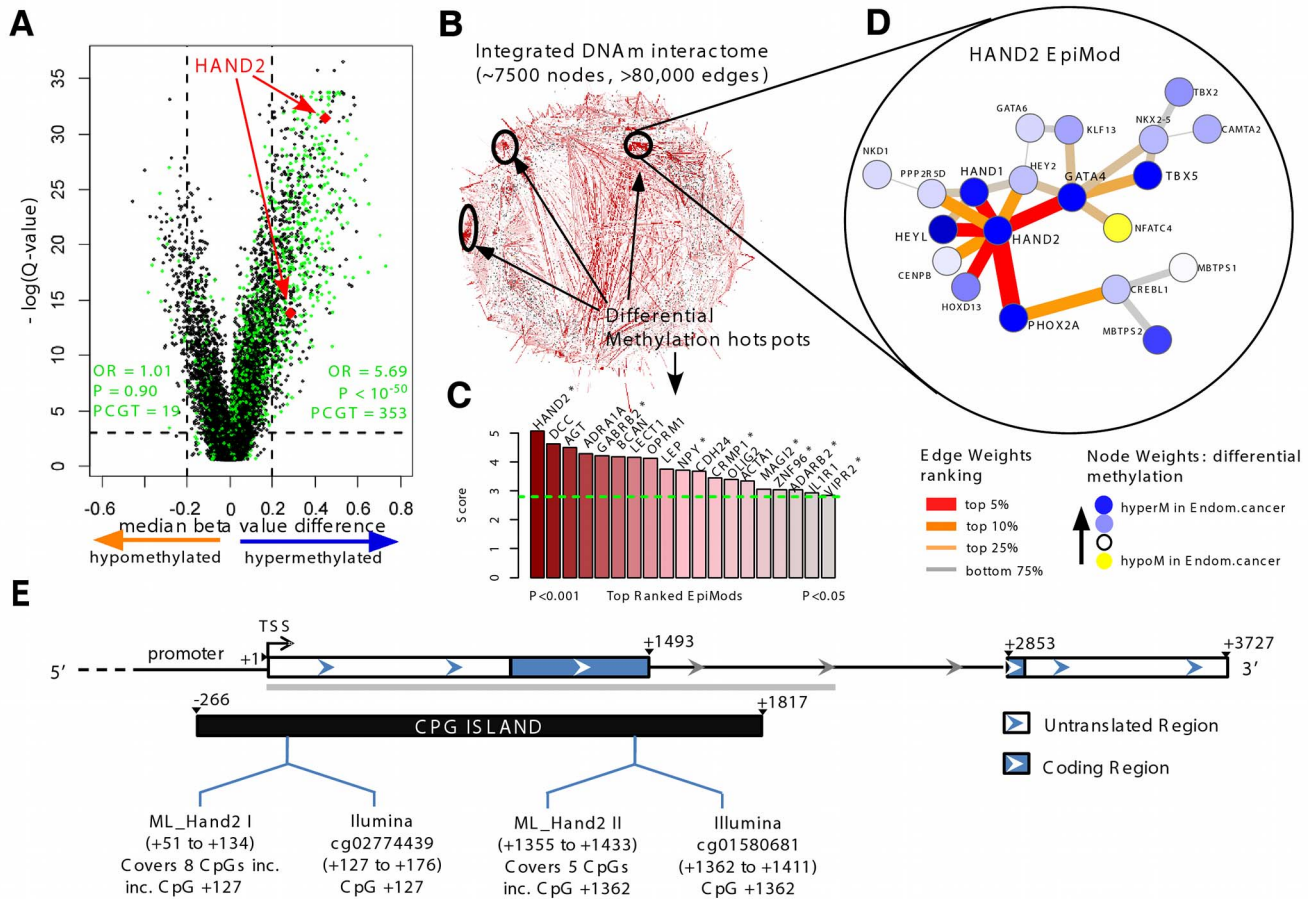 A
HAND2
35
30
25
20
15
10
5
0
- log(Q-value)
OR = 1.01
P = 0.90
PCGT = 19
OR = 5.69
P < 10-50
PCGT = 353
-0.6
-0.2
0
0.2
0.4
0.6
0.8
median beta value difference
hypomethylated
hypermethylated
B
Integrated DNAm interactome
(~7500 nodes, >80,000 edges)
Differential
Methylation hotspots
C
HAND2 *
DCC
AGT
ADRA1A
GABRB2 *
BCAN
LECT1
OPRM1
LEP
NPY *
CDH24
CRMP1 *
OLIG2
ACTA1
MAGI2 *
ZNF96 *
ADARB2 *
IL1R1
VIPR2 *
5
4
3
2
1
0
S core
P<0.001
Top Ranked EpiMods
P<0.05
D
HAND2 EpiMod
TBX2
GATA6
KLF13
NKX2-5
CAMTA2
NKD1
PPP2R5D
HAND1
HEY2
GATA4
TBX5
HEYL
HAND2
NFATC4
CENPB
HOXD13
MBTPS1
CREBL1
PHOX2A
MBTPS2
Edge Weights
ranking
top 5%
top 10%
top 25%
bottom 75%
Node Weights: differential
methylation
hyperM in Endom.cancer
hypoM in Endom.cancer
E
TSS
promoter
+1
+1493
+2853
+3727
5'
3'
-266
+1817
CPG ISLAND
Untranslated Region
Coding Region
ML_Hand2 I
(+51 to +134)
Covers 8 CpGs inc.
inc. CpG +127
Illumina
cg02774439
(+127 to +176)
CpG +127
ML_Hand2 II
(+1355 to +1433)
Covers 5 CpGs
inc. CpG +1362
Illumina
cg01580681
(+1362 to +1411)
CpG +1362